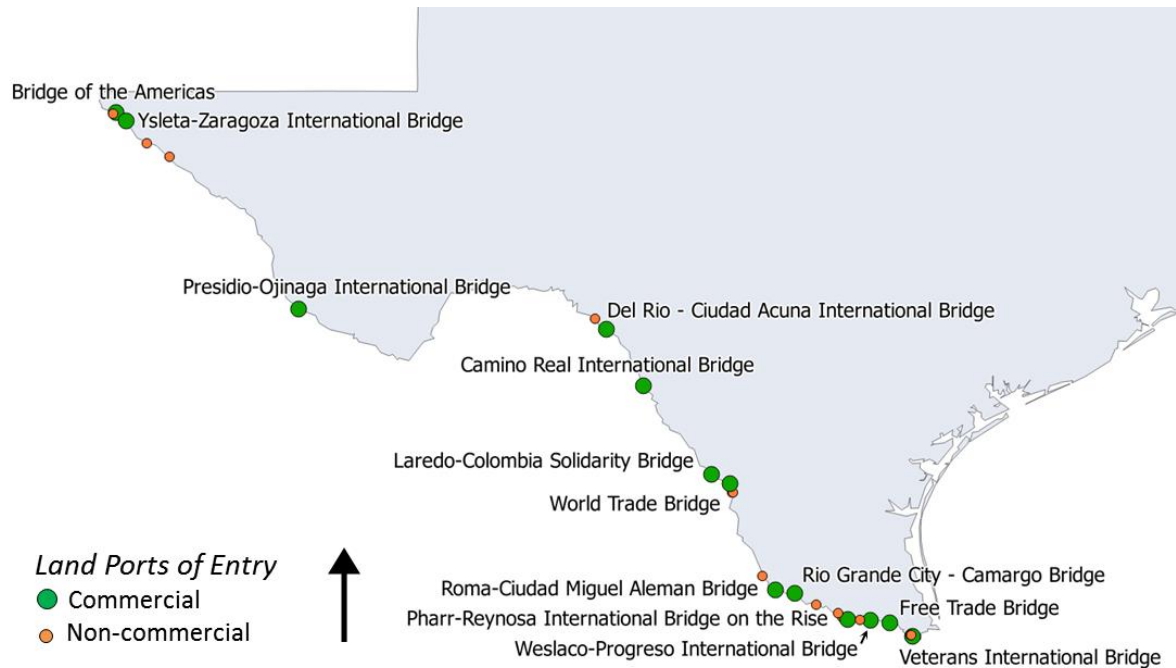 Bridge of the Americas
Ysleta-Zaragoza International Bridge
Presidio-Ojinaga International Bridge
Del Rio - Ciudad Acuna International Bridge
Camino Real International Bridge
Laredo-Colombia Solidarity Bridge
World Trade Bridge
Roma-Ciudad Miguel Aleman Bridge
Rio Grande City - Camargo Bridge
Pharr-Reynosa International Bridge on the Rise
Free Trade Bridge
Weslaco-Progreso International Bridge
Veterans International Bridge
Land Ports of Entry
Commercial
Non-commercial